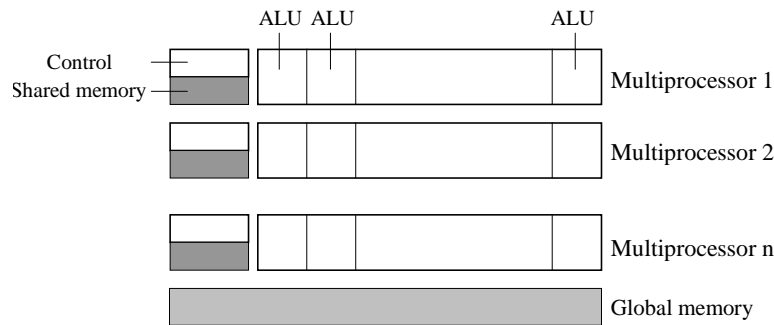 ALU ALU ALU
Control
Shared memory
Multiprocessor 1
Multiprocessor 2
Multiprocessor n
Global memory